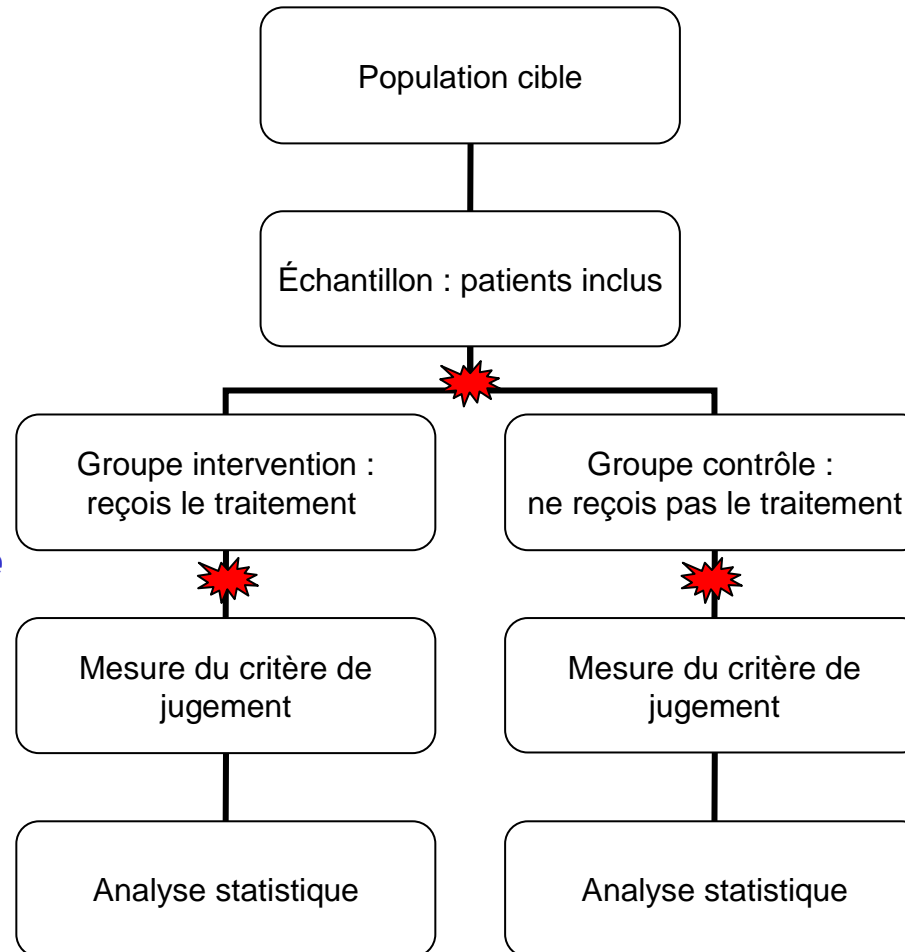 Population cible
Échantillon : patients inclus
Groupe intervention :
reçois le traitement
Groupe contrôle :
ne reçois pas le traitement
e
Mesure du critère de
jugement
Mesure du critère de
jugement
Analyse statistique
Analyse statistique